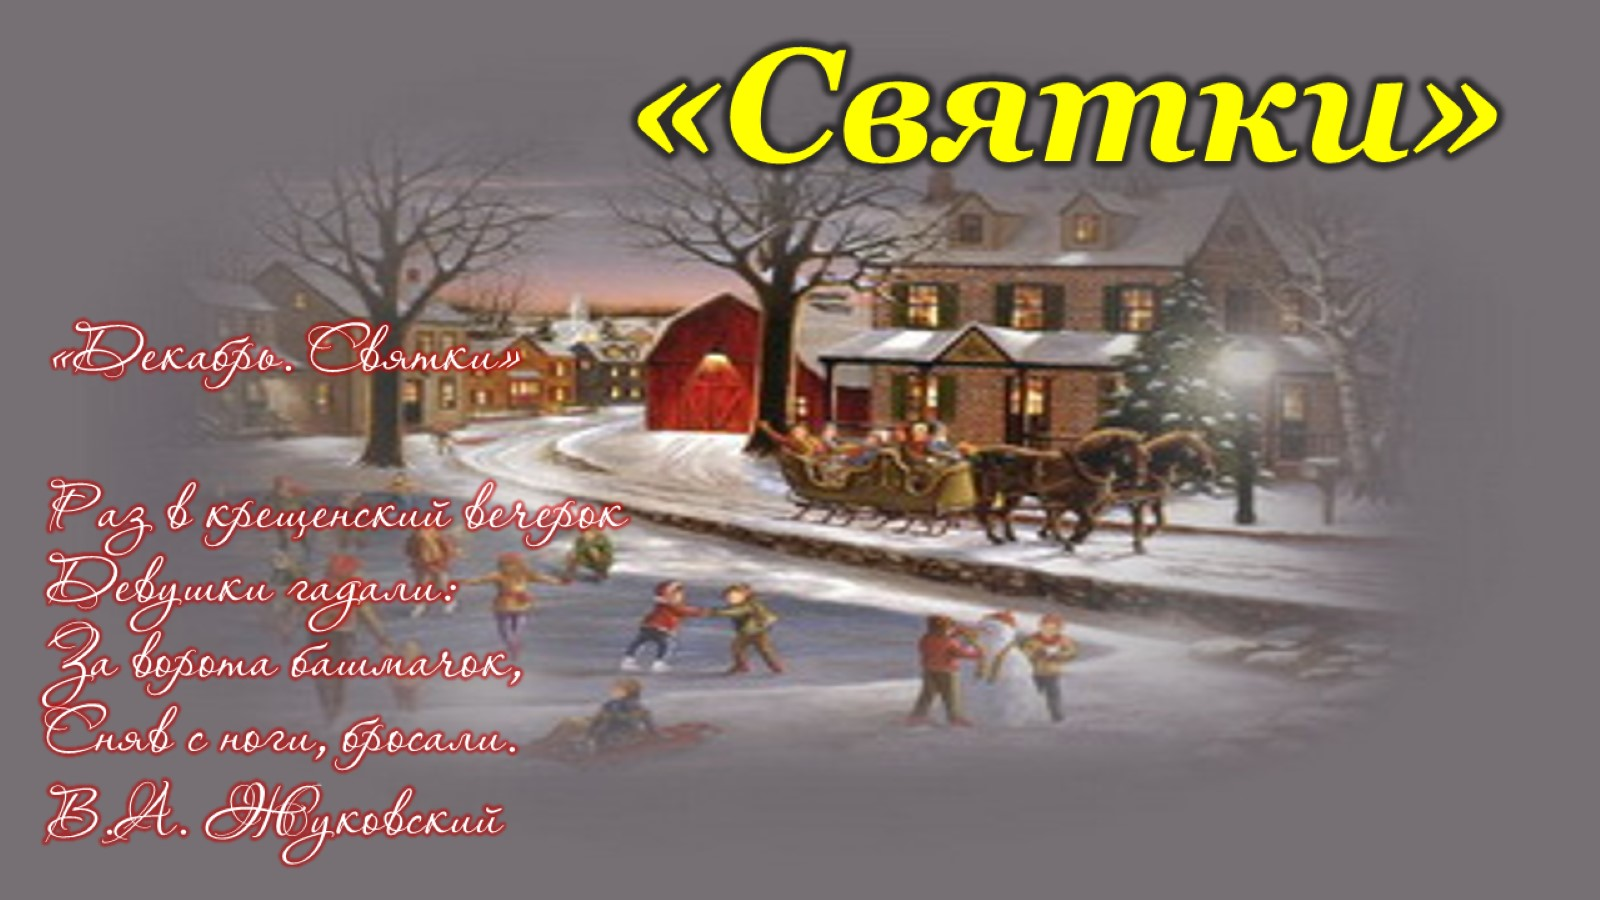 «Святки»
«Декабрь. Святки»
Раз в крещенский вечерок
Девушки гадали:
За ворота башмачок,
Сняв с ноги, бросали.
В.А. Жуковский